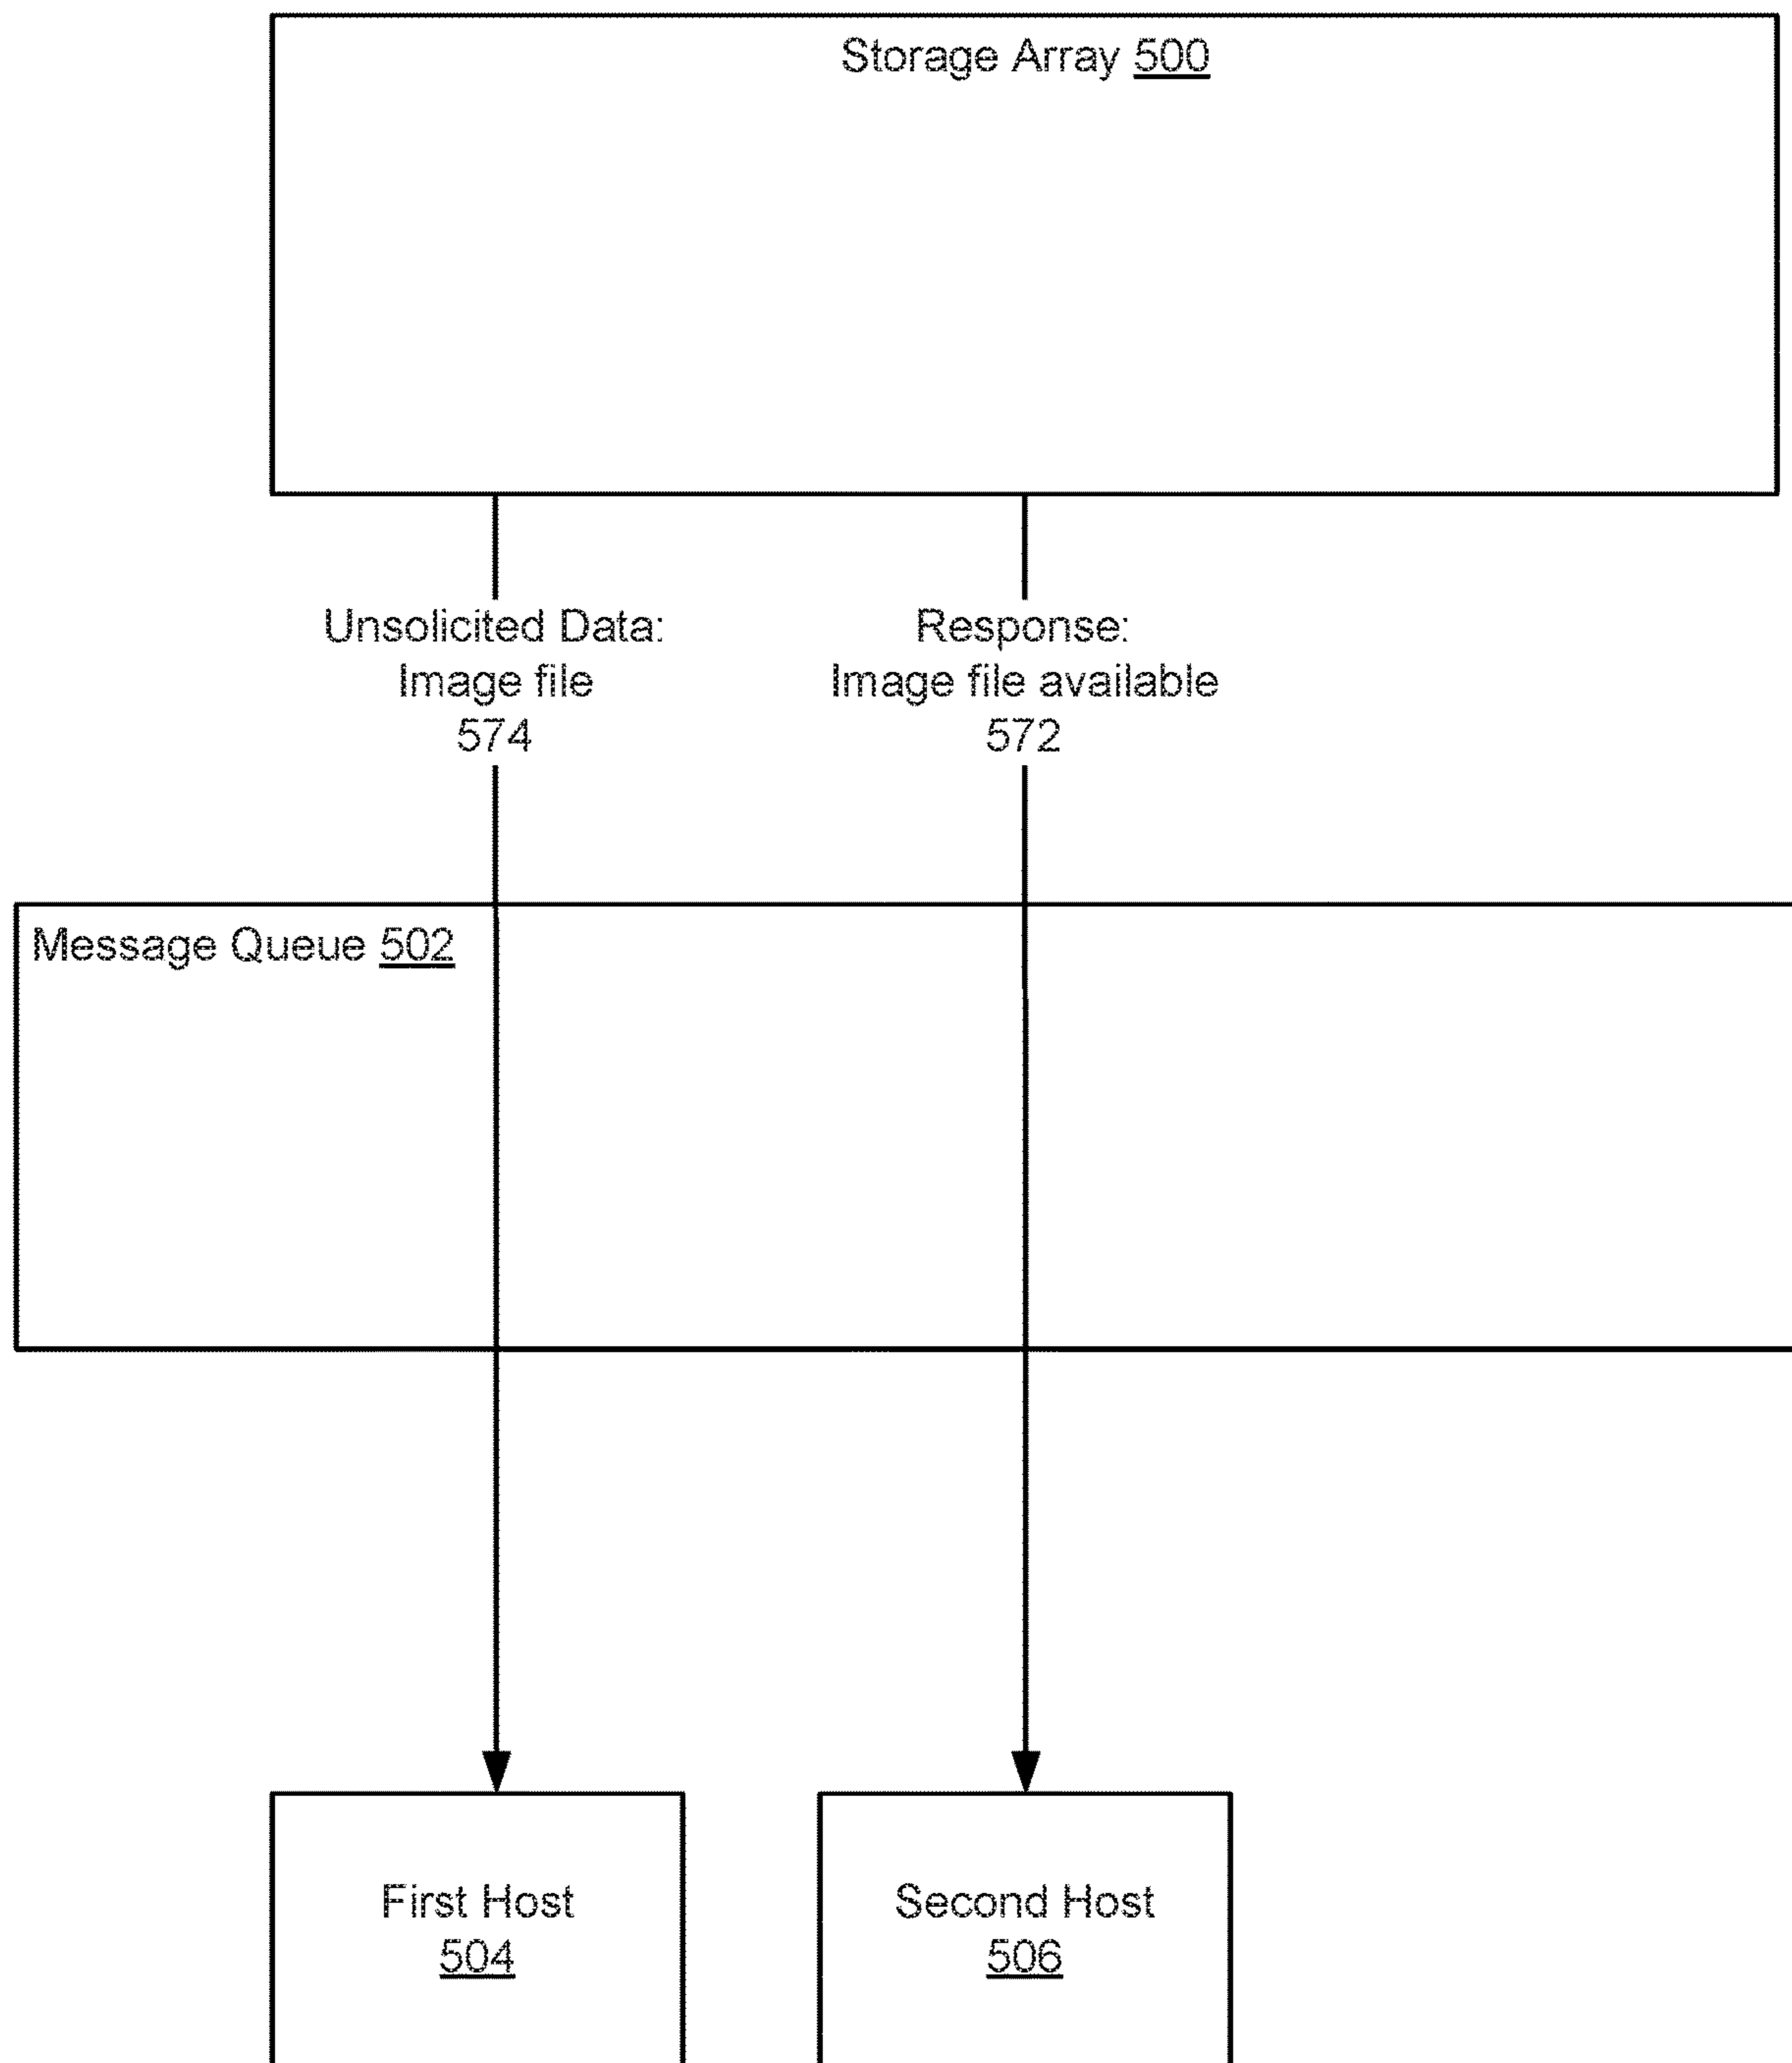 Storage Array 500
Unsolicited Data:
Image file
574
Response:
Image file available
572
Message Queue 502
First Host
504
Second Host
506